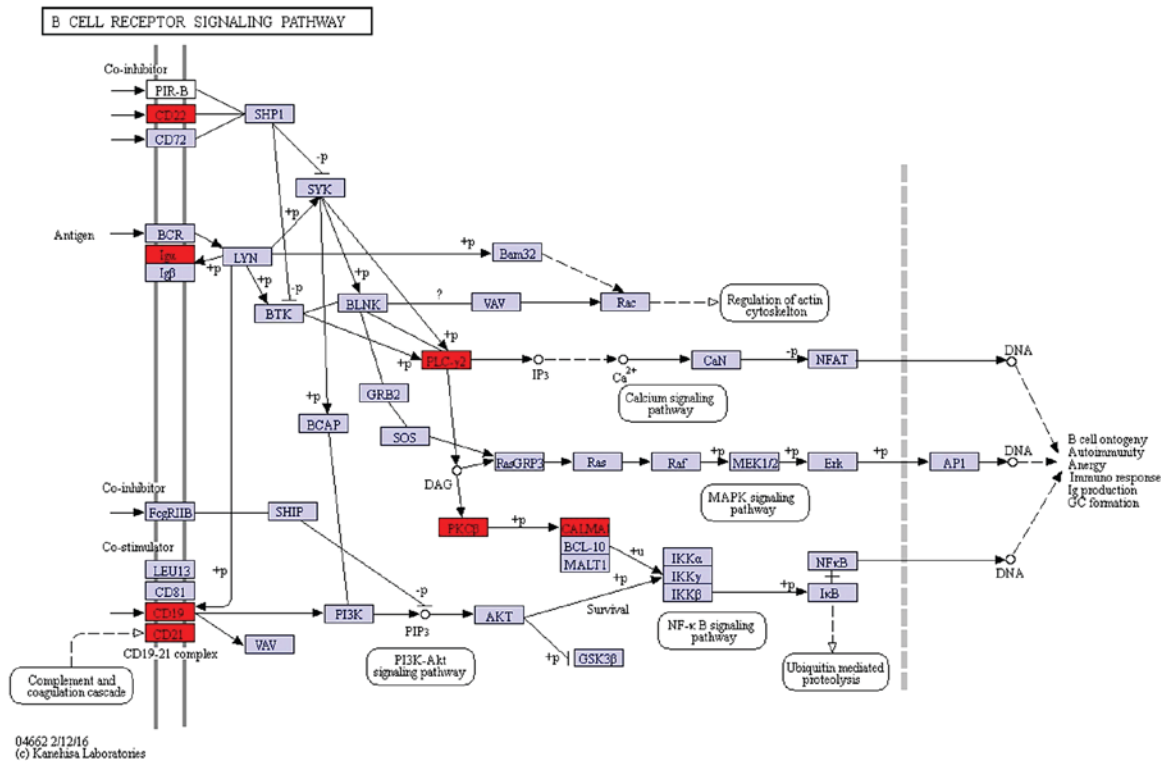 B CELL RECEPTOR SIGNALING PATHWAY
Co-inhibitor
PIR-B
CD22
SHP1
CD72
-p
SYK
+p
Antigen
BCR
Igα
LYN
+p
Bam32
Igβ
+p
+p
-p
+p
BTK
BLNK
?
VAV
Rac
Regulation of actin
cytoskelton
+p
+p
PLC-γ2
IP3
Ca2+
CaN
-p
NFAT
DNA
Calcium signaling
pathway
GRB2
+p
BCAP
SOS
RasGRP3
Ras
Raf
+p
MEK1/2
+p
Erk
+p
AP1
DNA
DAG
MAPK signaling
pathway
B cell ontogeny
Autoimmunity
Anergy
Immuno response
Ig production
GC formation
Co-inhibitor
FcgRIIB
SHIP
PKCβ
+p
CALMA1
BCL-10
MALT1
+u
+p
IKKα
IKKγ
IKKβ
+p
NFκB
IκB
DNA
Co-stimulator
LEU13
CD81
+p
CD19
CD21
CD19-21 complex
VAV
PI3K
-p
PIP3
AKT
Survival
+p
GSK3β
NF-κ B signaling
pathway
PI3K-Akt
signaling pathway
Ubiquitin mediated
proteolysis
Complement and
coagulation cascade
04662 2/12/16
(c) Kanehisa Laboratories